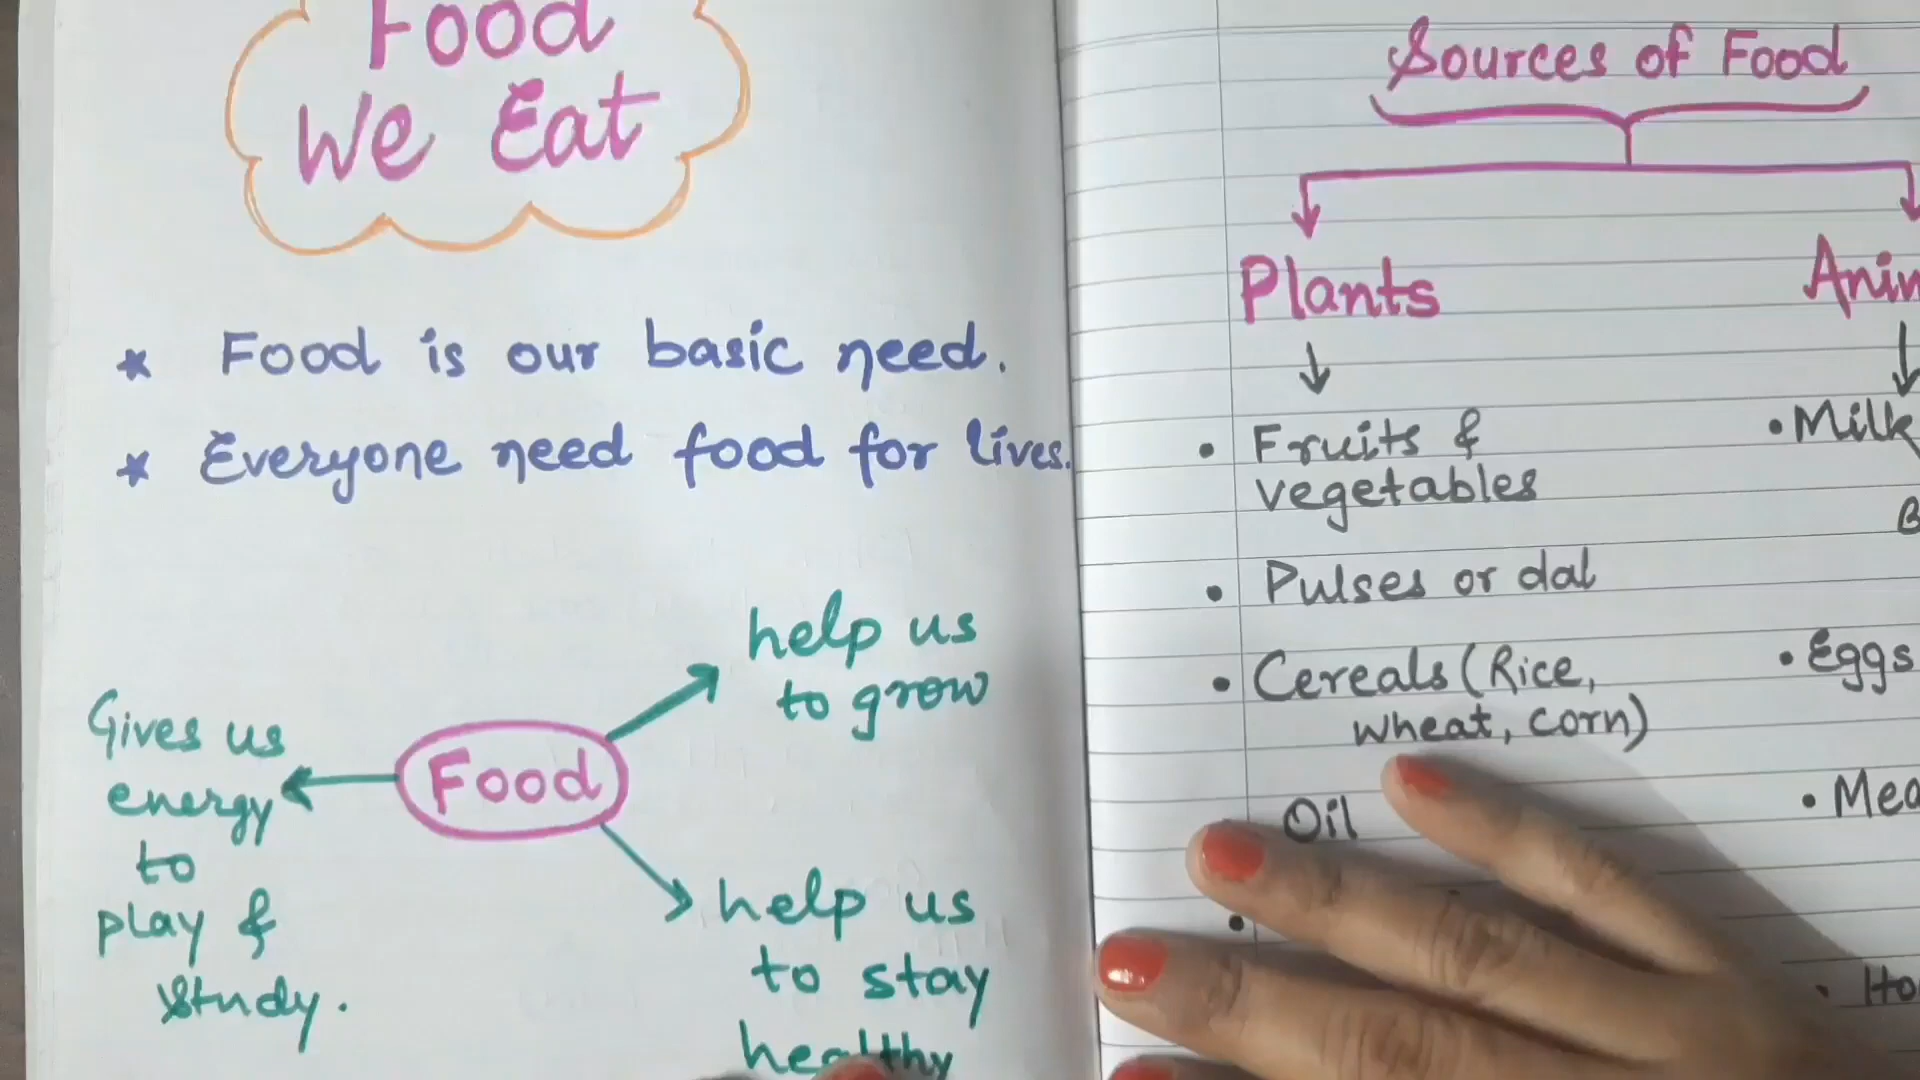 Food
We Eat
* Food is our basic need.
* Everyone need food for lives.
help us
to grow
Gives us
energy
to
play &
study.
Food
help us
to stay
healthy
Sources of Food
Plants
• Fruits &
vegetables
• Pulses or dal
• Cereals (Rice,
wheat, corn)
Oil
•
• Milk
• Eggs